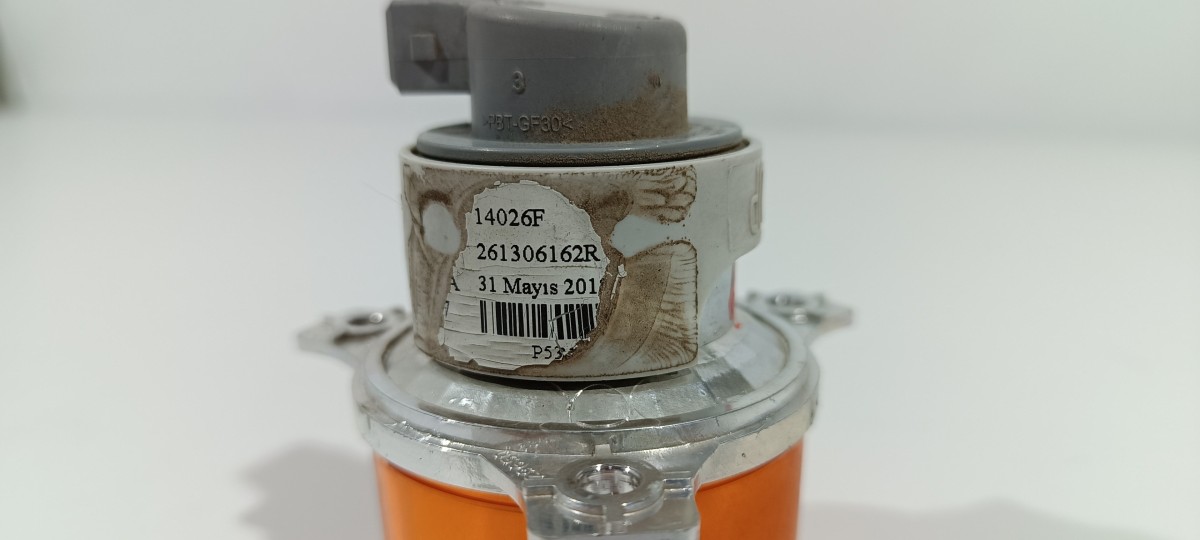 3
>PBT-GF30<
14026F
261306162R
A 31 Mayıs 201
P53